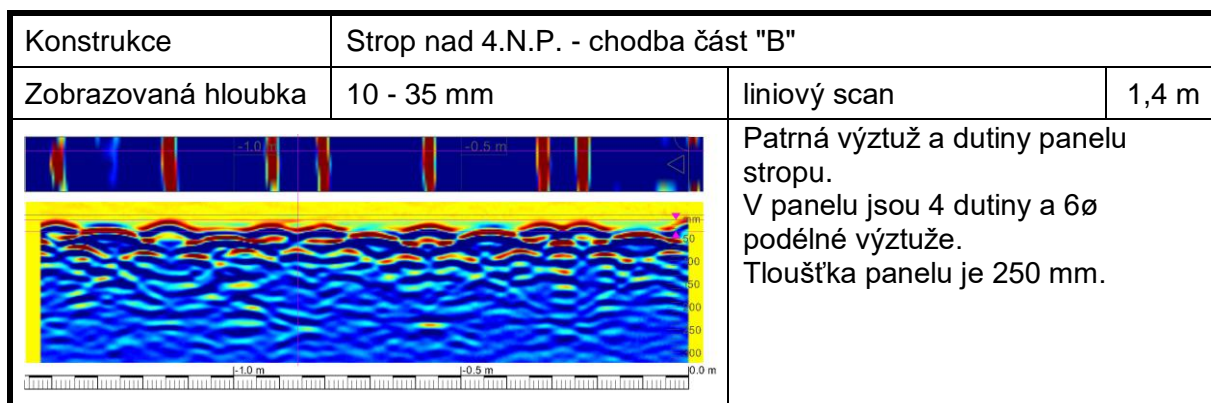 Konstrukce
Strop nad 4.N.P. - chodba část "B"
Zobrazovaná hloubka
10 - 35 mm
liniový scan
1,4 m
Patrná výztuž a dutiny panelu
stropu.
V panelu jsou 4 dutiny a 6ø
podélné výztuže.
Tloušťka panelu je 250 mm.
-0.5 m
mm
-1.0 m
-0.5 m
0.0 m